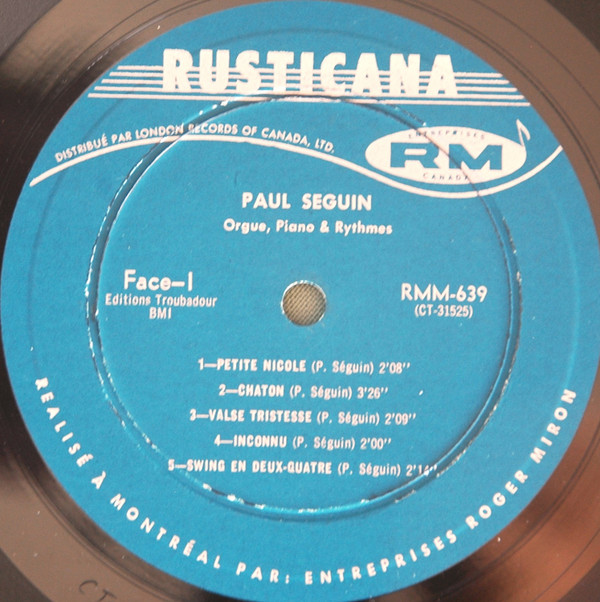 RUSTICANA
DISTRIBUÉ PAR LONDON RECORDS OF CANADA, LTD.
ENTREPRISES
RM
CANADA
PAUL SEGUIN
Orgue, Piano & Rythmes
Face-1
Editions Troubadour
BMI
RMM-639
(CT-31525)
1—PETITE NICOLE (P. Séguin) 2'08"
2—CHATON (P. Séguin) 3'26"
3—VALSE TRISTESSE (P. Séguin) 2'09"
4—INCONNU (P. Séguin) 2'00"
5—SWING EN DEUX-QUATRE (P. Séguin)
REALISÉ À MONTRÉAL PAR: ENTREPRISES ROGER MIRON
CT